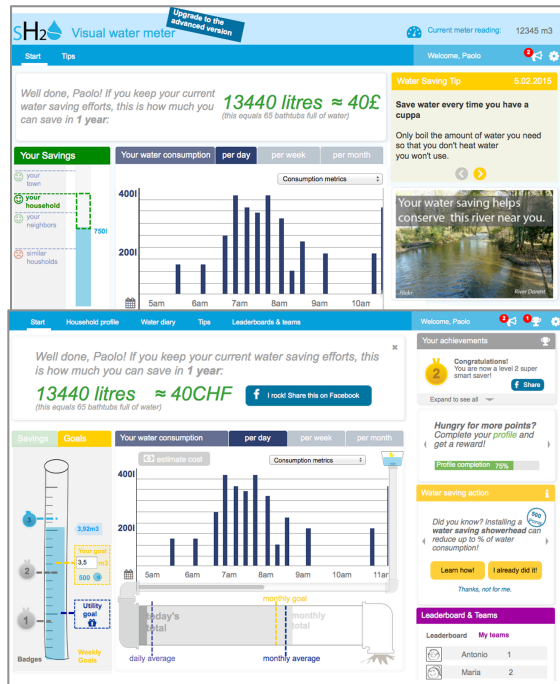 SH2
Visual water meter
Upgrade to the
advanced version
Current meter reading: 12345 m3
Start Tips
Welcome, Paolo 2
Well done, Paolo! If you keep your current
water saving efforts, this is how much you
can save in 1 year:
13440 litres ≈ 40£
(this equals 65 bathtubs full of water)
Water Saving Tip 5.02.2015
Save water every time you have a
cuppa
Only boil the amount of water you need
so that you don't heat water
you won't use.
Your Savings
your
town
your
household
your
neighbors
similar
housholds
750l
Your water consumption per day per week per month
Consumption metrics
400l
200l
5am 6am 7am 8am 9am 10am
Your water saving helps
conserve this river near you.
Flickr River Darent
Start Household profile Water diary Tips Leaderboards & teams
Welcome, Paolo 2 1
Well done, Paolo! If you keep your current water saving efforts, this
is how much you can save in 1 year:
13440 litres ≈ 40CHF
(this equals 65 bathtubs full of water)
f I rock! Share this on Facebook
Your achievements
2
Congratulations!
You are now a level 2 super
smart saver!
f Share
Expand to see all
Hungry for more points?
Complete your profile and
get a reward!
Profile completion 75%
Savings Goals
3
3,92m3
Your goal
3,5 m3
2
500
Utility
goal
1
Badges
Weekly
Goals
Your water consumption per day per week per month
estimate cost
Consumption metrics
400l
200l
5am 6am 7am 8am 9am 10am 11am
monthly goal
today's
total
monthly
total
daily average monthly average
Water saving action i
500
Did you know? Installing a
water saving showerhead can
reduce up to % of water
consumption!
Learn how! I already did it!
Thanks, not for me.
Leaderboard & Teams
Leaderboard My teams
Antonio 1
Maria 2